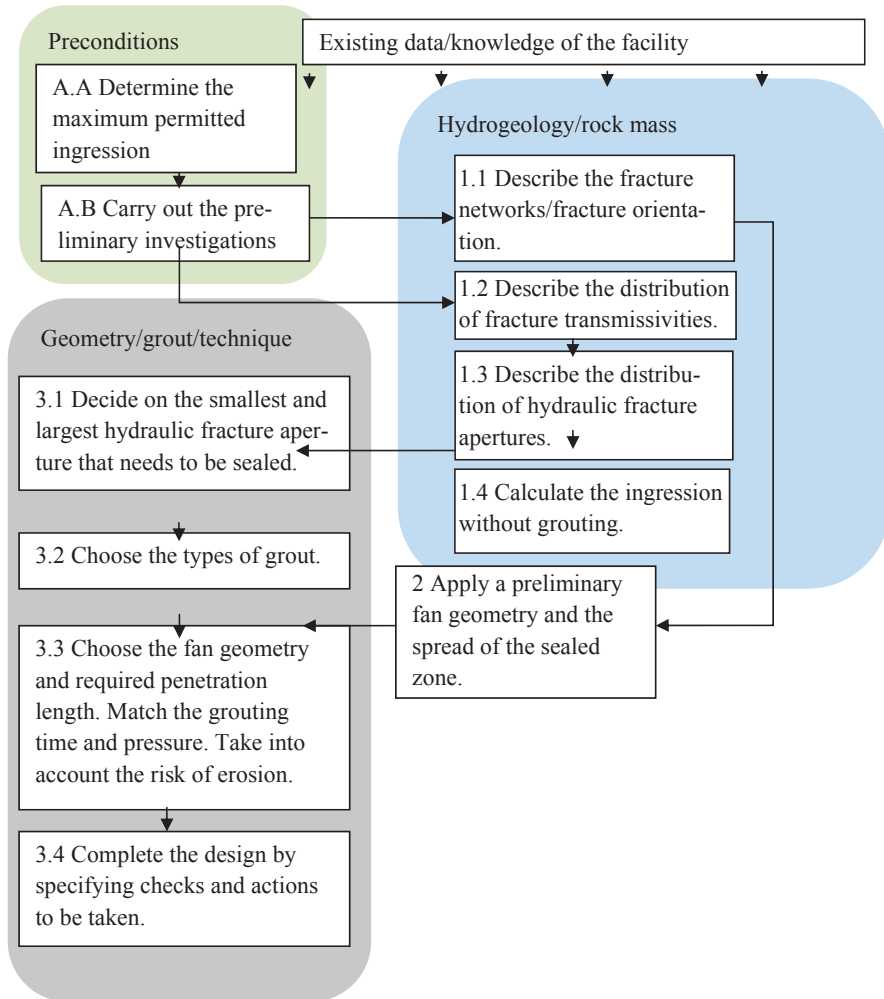 Preconditions
Existing data/knowledge of the facility
A.A Determine the
maximum permitted
ingression
A.B Carry out the pre-
liminary investigations
Hydrogeology/rock mass
1.1 Describe the fracture
networks/fracture orienta-
tion.
1.2 Describe the distribution
of fracture transmissivities.
1.3 Describe the distribu-
tion of hydraulic fracture
apertures.
1.4 Calculate the ingression
without grouting.
2 Apply a preliminary
fan geometry and the
spread of the sealed
zone.
Geometry/grout/technique
3.1 Decide on the smallest and
largest hydraulic fracture aper-
ture that needs to be sealed.
3.2 Choose the types of grout.
3.3 Choose the fan geometry
and required penetration
length. Match the grouting
time and pressure. Take into
account the risk of erosion.
3.4 Complete the design by
specifying checks and actions
to be taken.